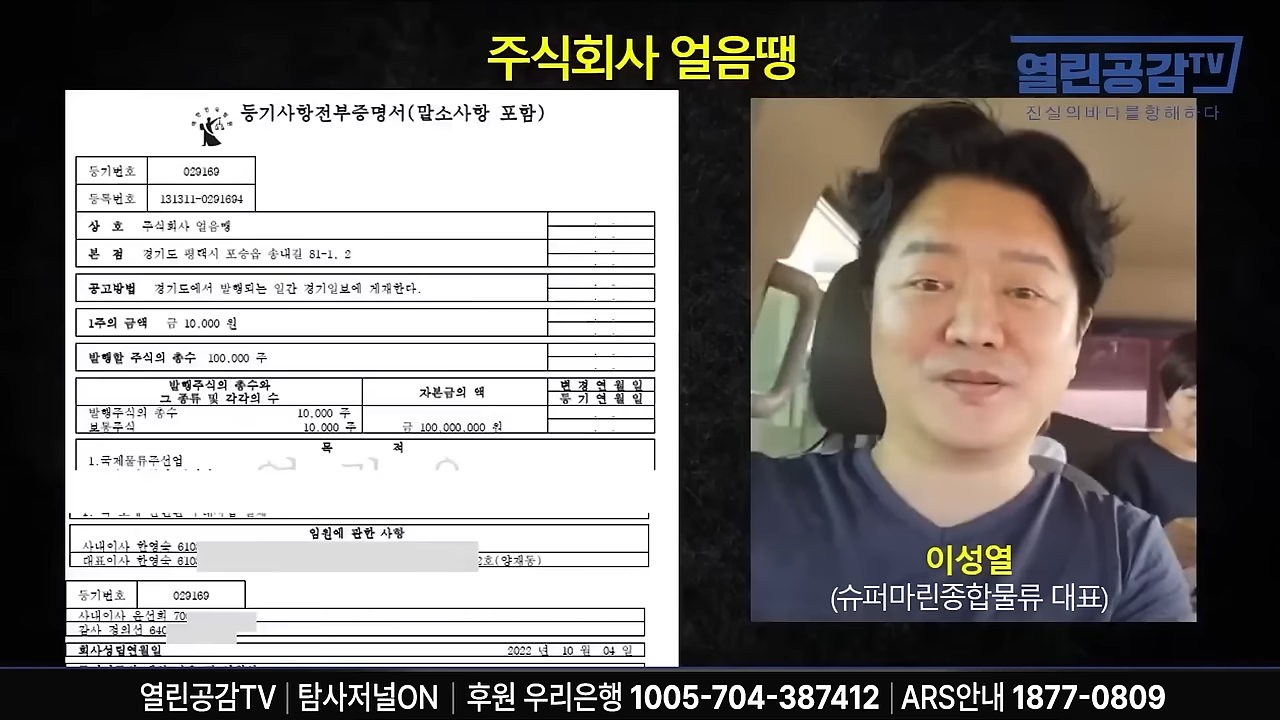 주식회사 얼음땡
열린공감TV
진실의바다를항해하다
등기사항전부증명서(말소사항 포함)
등기번호 029169
등록번호 131311-0291694
상 호 주식회사 얼음땡
본 점 경기도 평택시 포승읍 송내길 81-1, 2
공고방법 경기도에서 발행되는 일간 경기일보에 게재한다.
1주의 금액 금 10,000 원
발행할 주식의 총수 100,000 주
발행주식의 총수와
그 종류 및 각각의 수
자본금의 액
변 경 연 월 일
등 기 연 월 일
발행주식의 총수 10,000 주
보통주식 10,000 주 금 100,000,000 원
목 적
1.국제물류주선업
임원에 관한 사항
사내이사 한영숙 610
대표이사 한영숙 610 2호(양재동)
등기번호 029169
사내이사 윤선희 70
감사 정의선 640
회사성립연월일 2022 년 10 월 04 일
이성열
(슈퍼마린종합물류 대표)
열린공감TV | 탐사저널ON | 후원 우리은행 1005-704-387412 | ARS안내 1877-0809